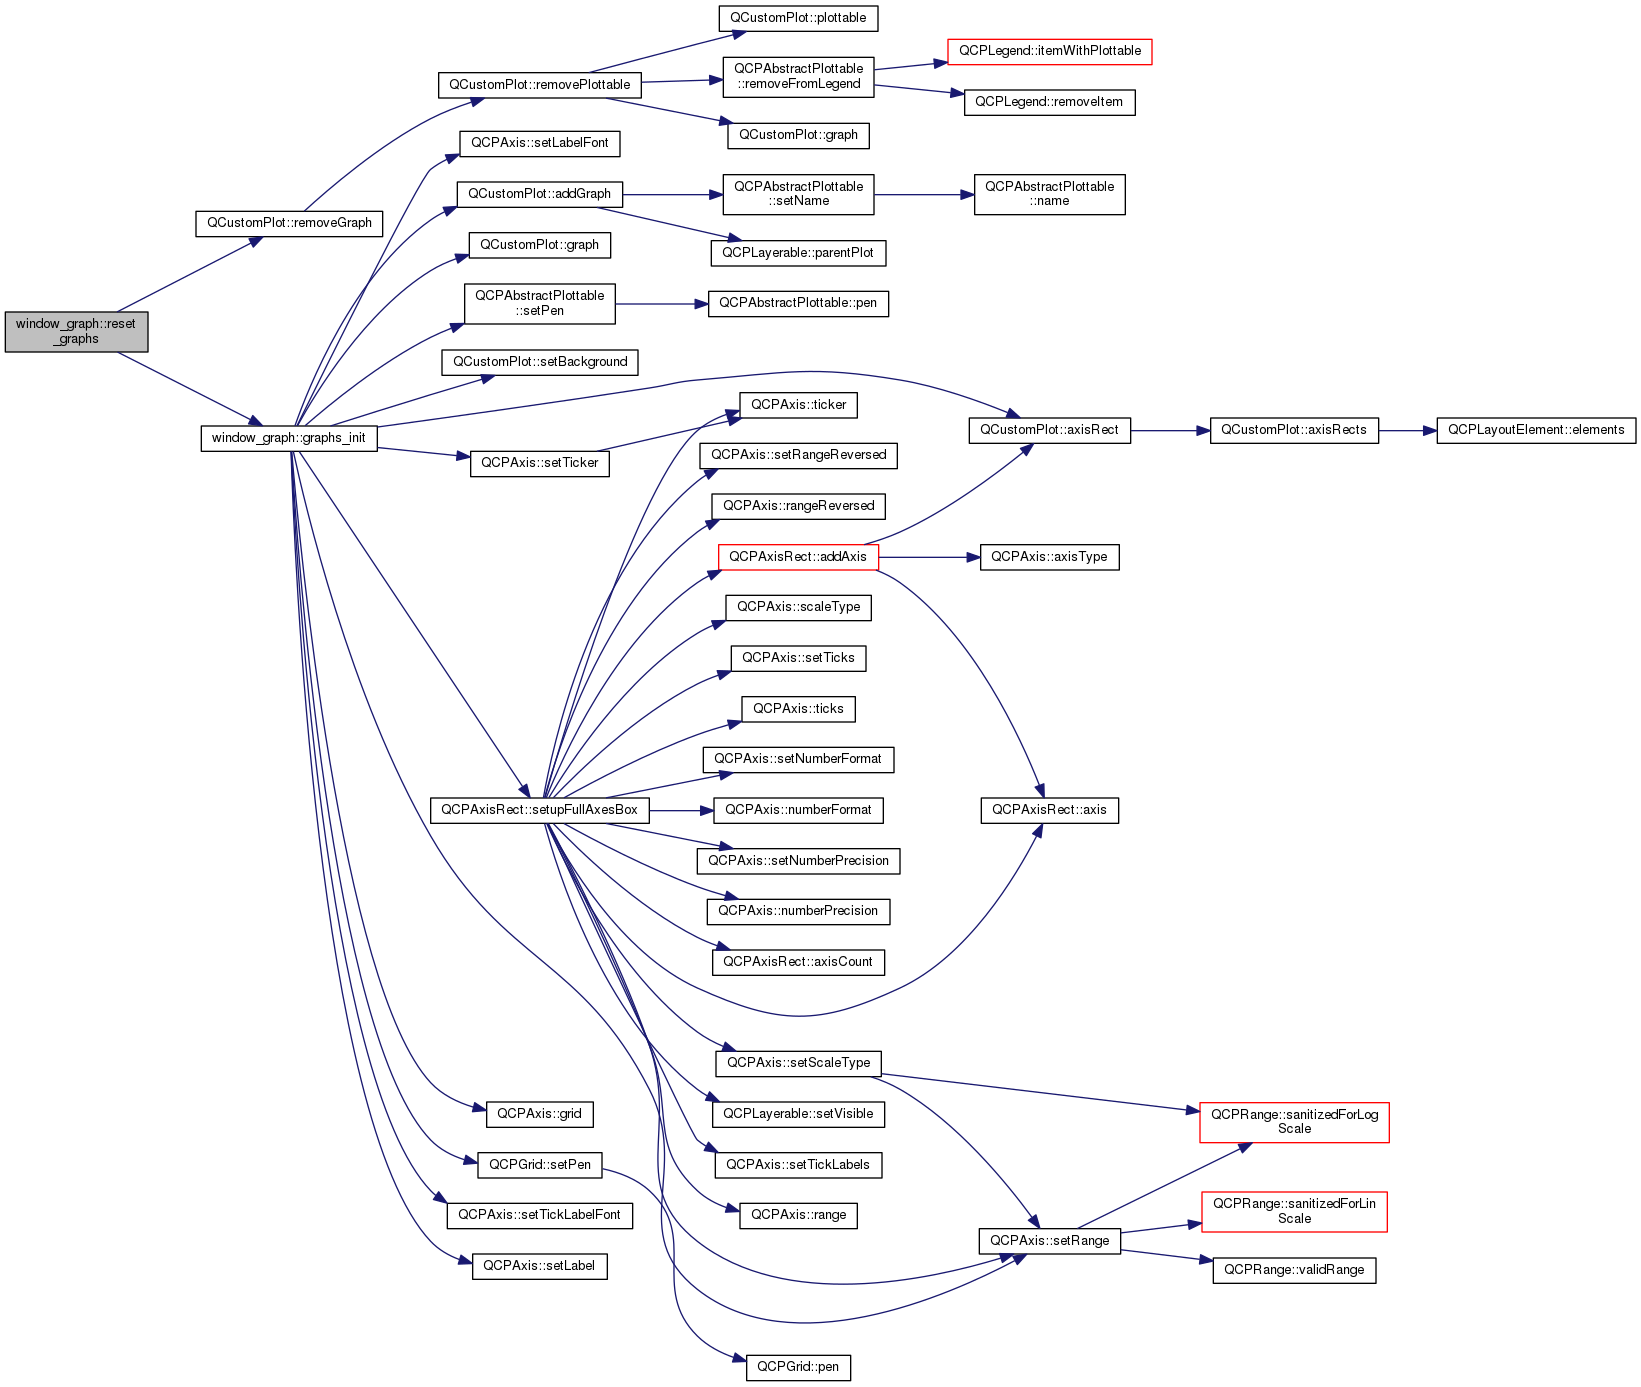 window_graph::reset
_graphs
QCustomPlot::removeGraph
window_graph::graphs_init
QCustomPlot::removePlottable
QCPAxis::setLabelFont
QCustomPlot::addGraph
QCustomPlot::graph
QCPAbstractPlottable
::setPen
QCustomPlot::setBackground
QCPAxis::setTicker
QCPAxisRect::setupFullAxesBox
QCPAxis::grid
QCPGrid::setPen
QCPAxis::setTickLabelFont
QCPAxis::setLabel
QCustomPlot::plottable
QCPAbstractPlottable
::removeFromLegend
QCustomPlot::graph
QCPAbstractPlottable
::setName
QCPLayerable::parentPlot
QCPAbstractPlottable::pen
QCPAxis::ticker
QCPAxis::setRangeReversed
QCPAxis::rangeReversed
QCPAxisRect::addAxis
QCPAxis::scaleType
QCPAxis::setTicks
QCPAxis::ticks
QCPAxis::setNumberFormat
QCPAxis::numberFormat
QCPAxis::setNumberPrecision
QCPAxis::numberPrecision
QCPAxisRect::axisCount
QCPAxis::setScaleType
QCPLayerable::setVisible
QCPAxis::setTickLabels
QCPAxis::range
QCPGrid::pen
QCPLegend::itemWithPlottable
QCPLegend::removeItem
QCPAbstractPlottable
::name
QCustomPlot::axisRect
QCPAxis::axisType
QCPAxisRect::axis
QCPAxis::setRange
QCustomPlot::axisRects
QCPRange::sanitizedForLog
Scale
QCPRange::sanitizedForLin
Scale
QCPRange::validRange
QCPLayoutElement::elements